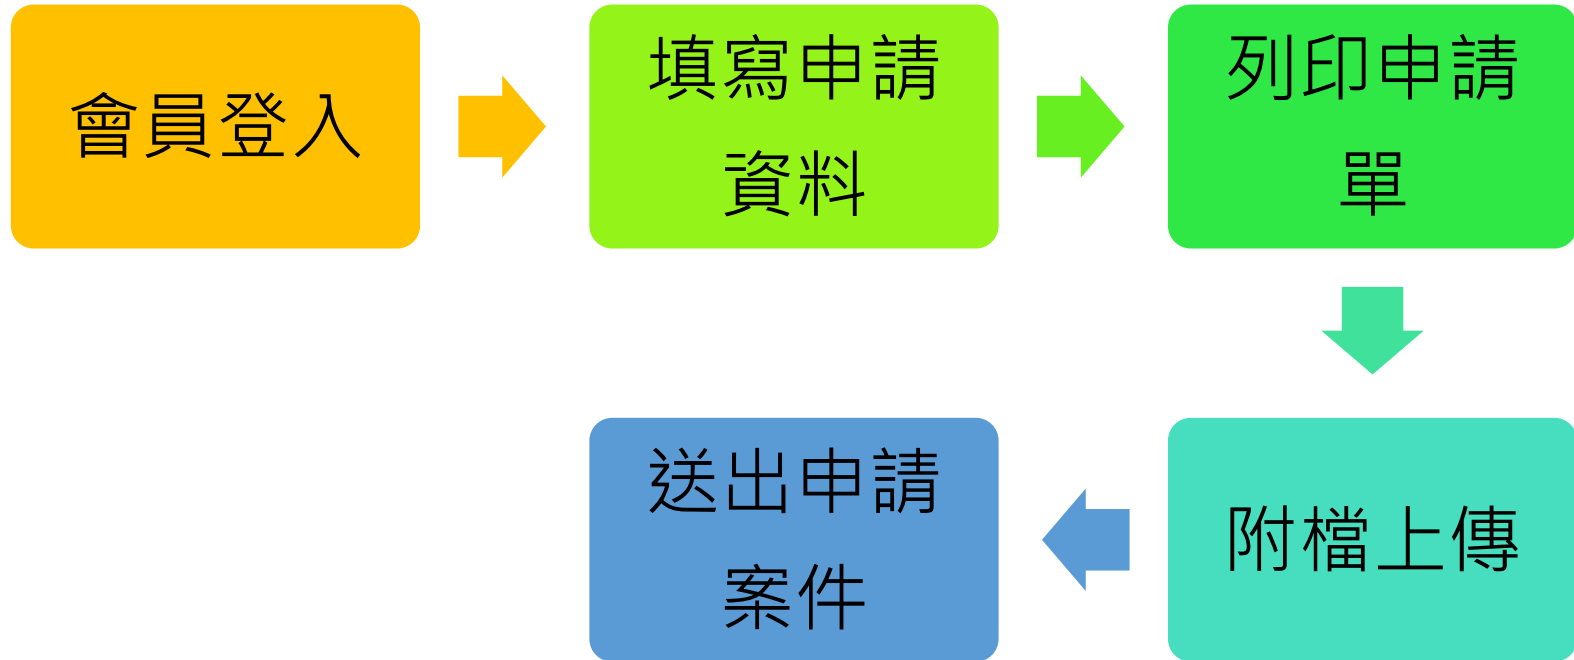 會員登入
填寫申請
資料
列印申請
單
附檔上傳
送出申請
案件